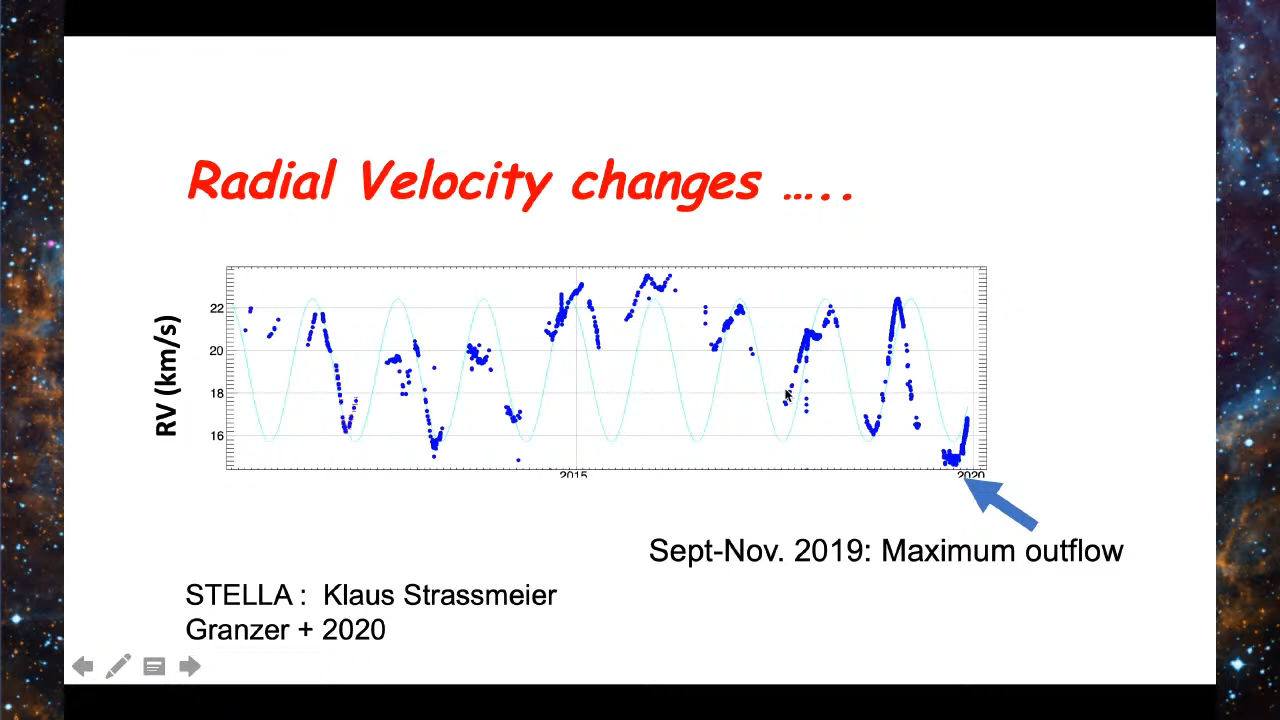 Radial Velocity changes .....
RV (km/s)
22
20
18
16
2015
2020
Sept-Nov. 2019: Maximum outflow
STELLA : Klaus Strassmeier
Granzer + 2020